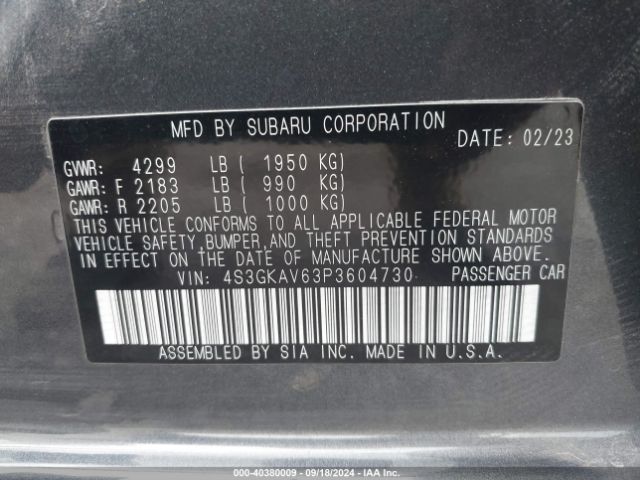 MFD BY SUBARU CORPORATION DATE: 02/23
GVWR: 4299 LB ( 1950 KG)
GAWR: F 2183 LB ( 990 KG)
GAWR: R 2205 LB ( 1000 KG)
THIS VEHICLE CONFORMS TO ALL APPLICABLE FEDERAL MOTOR
VEHICLE SAFETY,BUMPER,AND THEFT PREVENTION STANDARDS
IN EFFECT ON THE DATE OF MANUFACTURE SHOWN ABOVE.
VIN: 4S3GKAV63P3604730 PASSENGER CAR
ASSEMBLED BY SIA INC. MADE IN U.S.A.
000-40380009 - 09/18/2024 - IAA Inc.